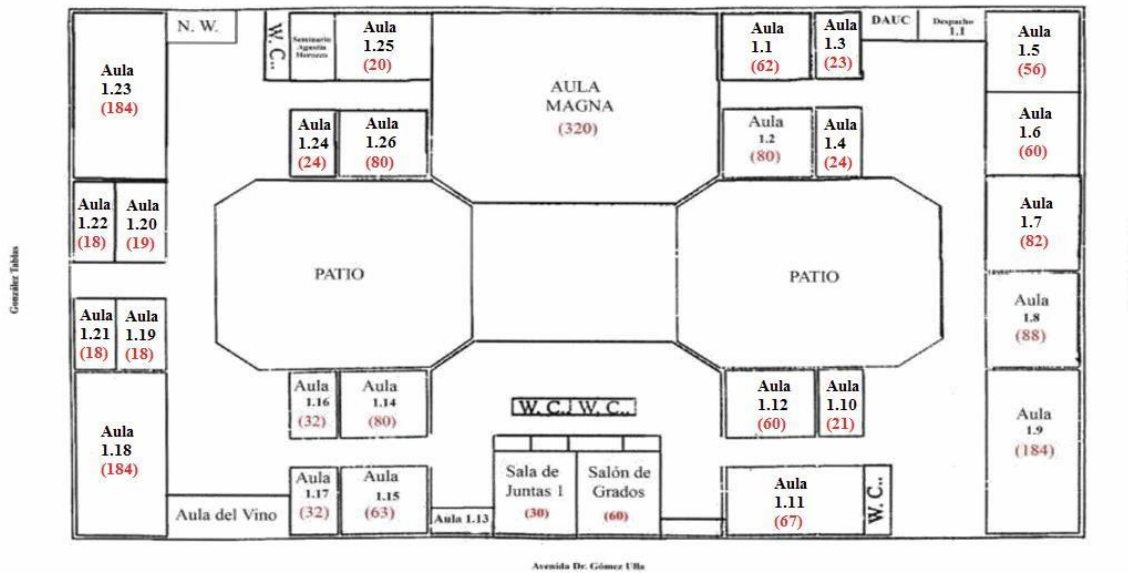 N. W.
W. C..
Seminario
Agustín
Horozco
Aula
1.25
(20)
Aula
1.1
(62)
Aula
1.3
(23)
DAUC
Despacho
1.1
Aula
1.5
(56)
Aula
1.23
(184)
AULA
MAGNA
(320)
Aula
1.24
(24)
Aula
1.26
(80)
Aula
1.2
(80)
Aula
1.4
(24)
Aula
1.6
(60)
Aula
1.22
(18)
Aula
1.20
(19)
Aula
1.7
(82)
González Tablas
PATIO
PATIO
Aula
1.21
(18)
Aula
1.19
(18)
Aula
1.8
(88)
Aula
1.16
(32)
Aula
1.14
(80)
W. C.. W. C..
Aula
1.12
(60)
Aula
1.10
(21)
Aula
1.18
(184)
Aula
1.9
(184)
Aula del Vino
Aula
1.17
(32)
Aula
1.15
(63)
Aula 1.13
Sala de
Juntas 1
(30)
Salón de
Grados
(60)
Aula
1.11
(67)
W. C..
Avenida Dr. Gómez Ulla